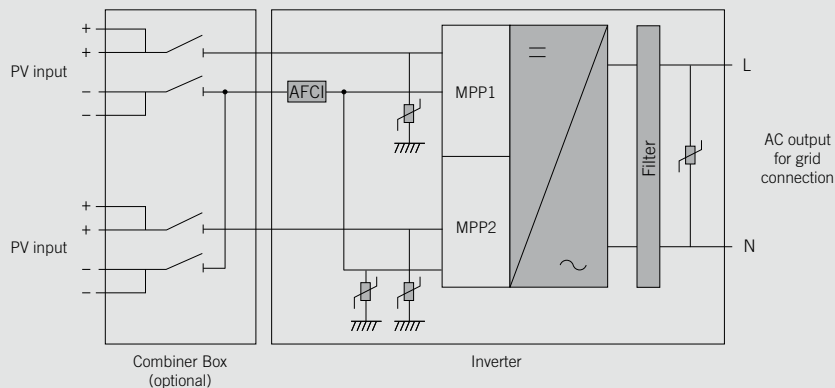 +
+
PV input
−
−
AFCI
MPP1
=
L
AC output
for grid
connection
Filter
+
+
PV input
−
−
MPP2
~
N
Combiner Box
(optional)
Inverter